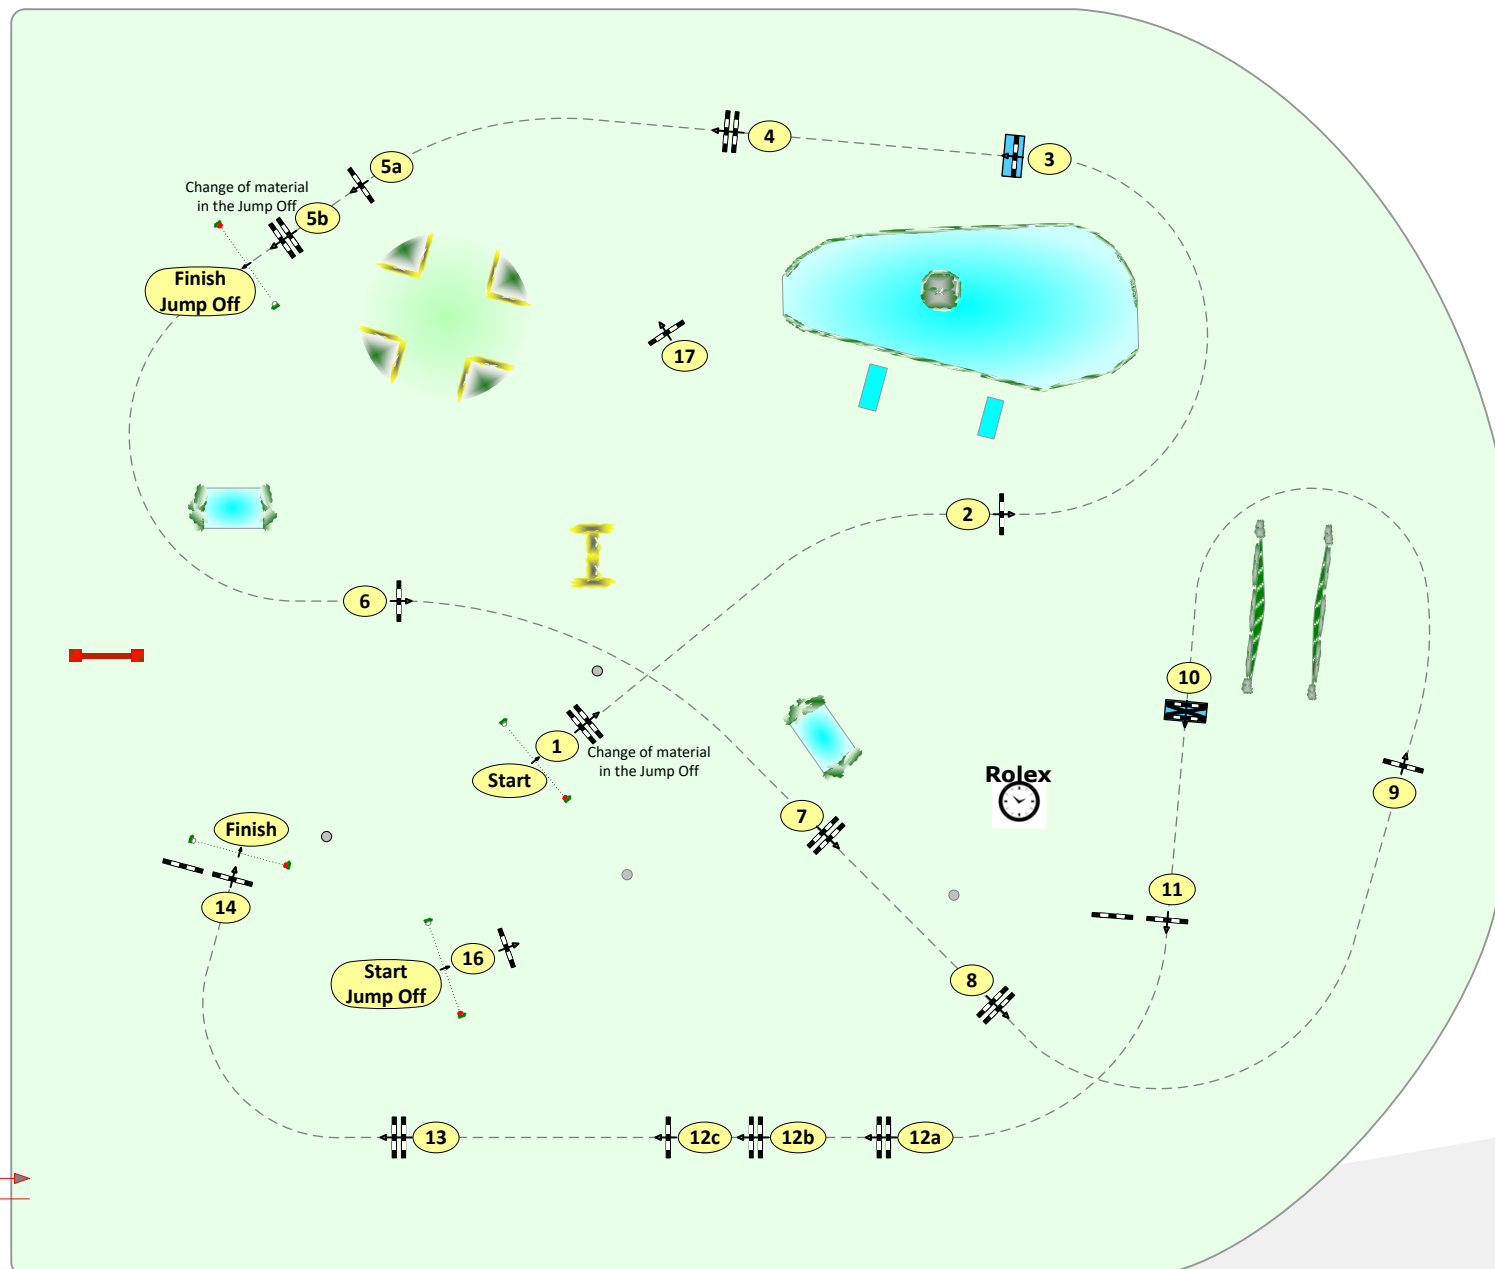 4
3
5a
Change of material
in the Jump Off
5b
Finish
Jump Off
17
2
6
10
1
Change of material
in the Jump Off
Start
Rolex
9
7
Finish
11
14
16
Start
Jump Off
8
13
12c
12b
12a